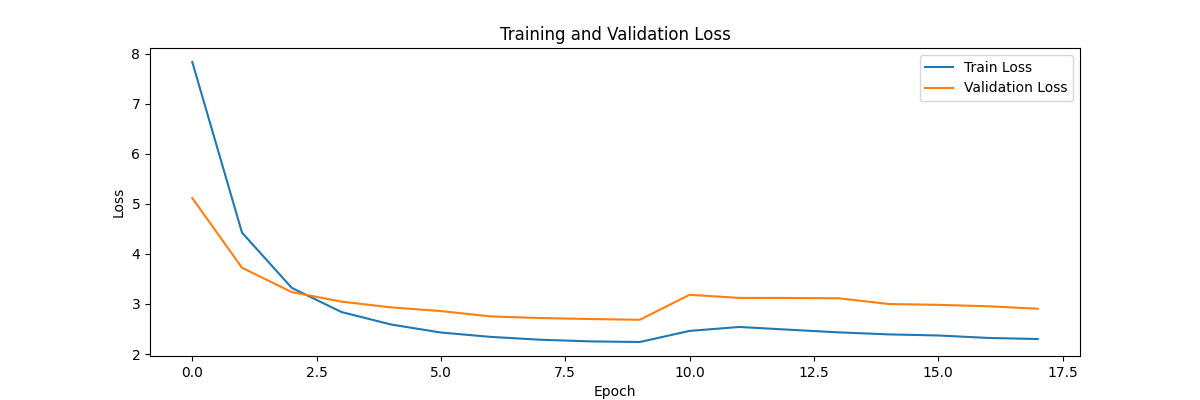 Training and Validation Loss
Train Loss
Validation Loss
8
7
6
5
4
3
2
Loss
0.0 2.5 5.0 7.5 10.0 12.5 15.0 17.5
Epoch